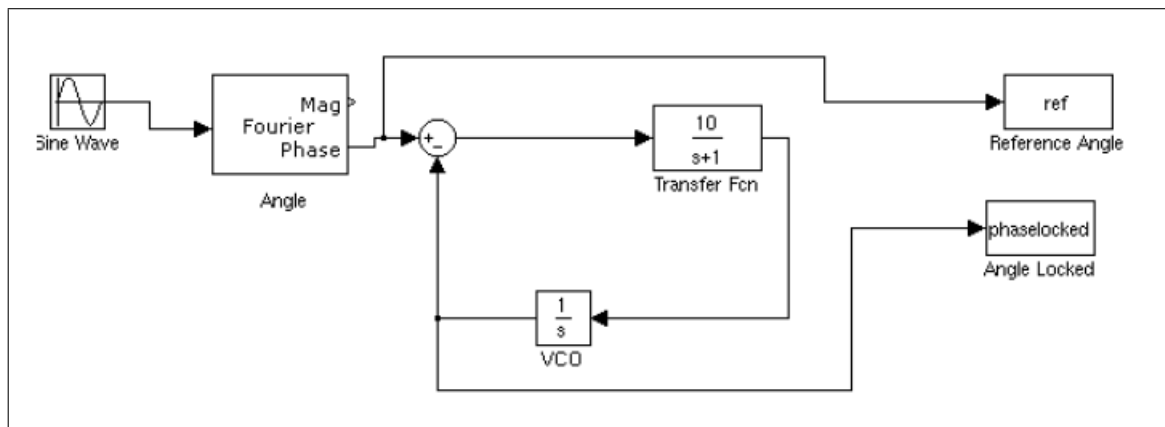 Mag
Fourier
Phase
Angle
Sine Wave
+
−
10
s+1
Transfer Fcn
ref
Reference Angle
phaselocked
Angle Locked
1
s
VCO